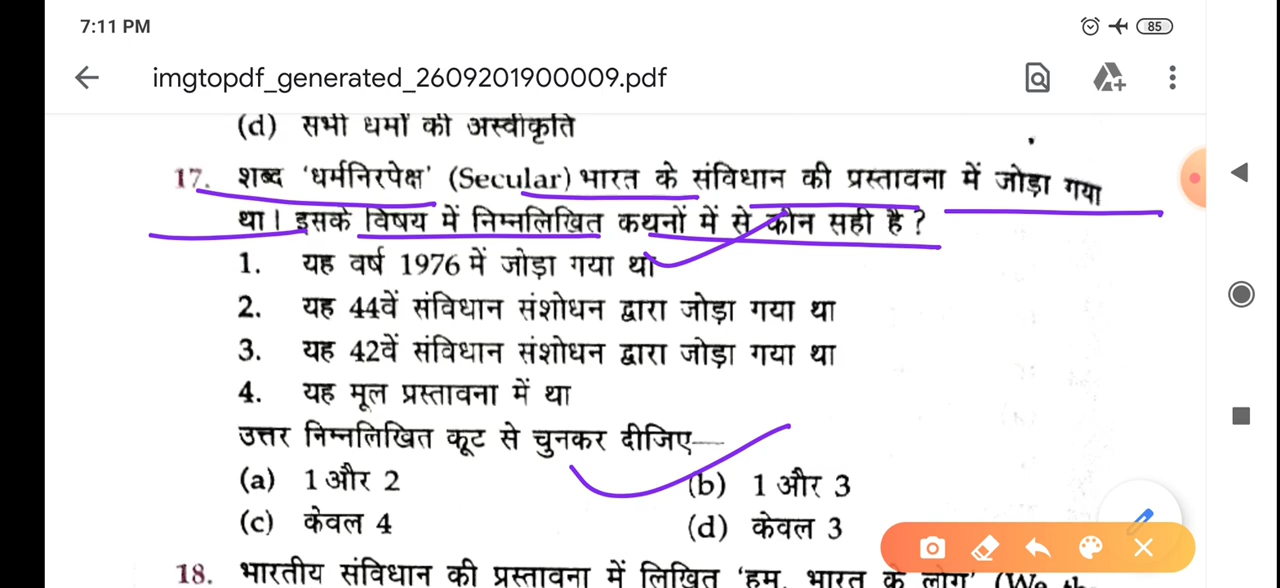 7:11 PM
85
imgtopdf_generated_2609201900009.pdf
(d) सभी धर्मों की अस्वीकृति
17. शब्द 'धर्मनिरपेक्ष' (Secular) भारत के संविधान की प्रस्तावना में जोड़ा गया
था। इसके विषय में निम्नलिखित कथनों में से कौन सही है?
1. यह वर्ष 1976 में जोड़ा गया था
2. यह 44वें संविधान संशोधन द्वारा जोड़ा गया था
3. यह 42वें संविधान संशोधन द्वारा जोड़ा गया था
4. यह मूल प्रस्तावना में था
उत्तर निम्नलिखित कूट से चुनकर दीजिए—
(a) 1 और 2 (b) 1 और 3
(c) केवल 4 (d) केवल 3
18. भारतीय संविधान की प्रस्तावना में लिखित 'हम, भारत के लोग' (We the